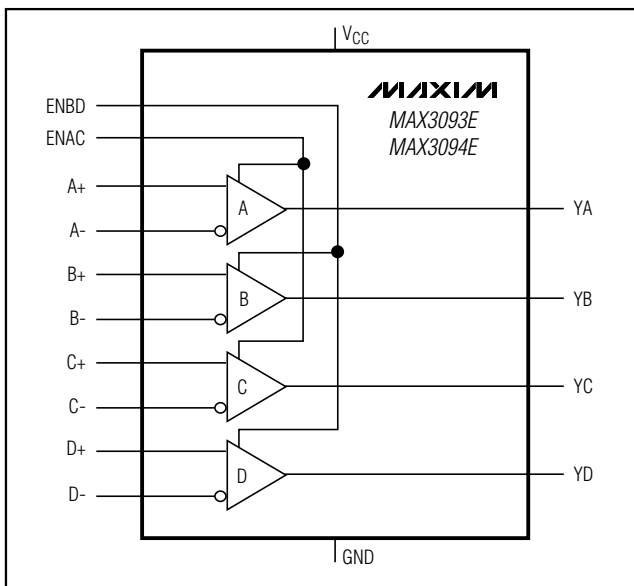 VCC
MAXIM
MAX3093E
MAX3094E
ENBD
ENAC
A+
A
YA
A-
B+
B
YB
B-
C+
C
YC
C-
D+
D
YD
D-
GND